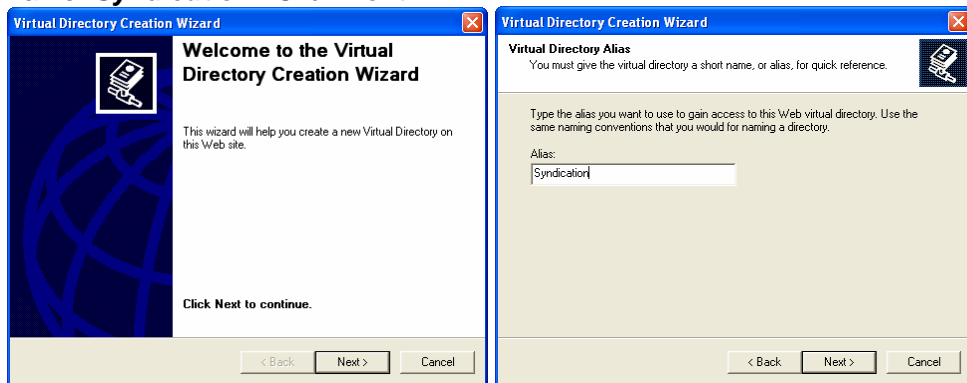 Virtual Directory Creation Wizard
Welcome to the Virtual
Directory Creation Wizard
This wizard will help you create a new Virtual Directory on
this Web site.
Click Next to continue.
< Back
Next >
Cancel
Virtual Directory Creation Wizard
Virtual Directory Alias
You must give the virtual directory a short name, or alias, for quick reference.
Type the alias you want to use to gain access to this Web virtual directory. Use the
same naming conventions that you would for naming a directory.
Alias:
Syndication
< Back
Next >
Cancel